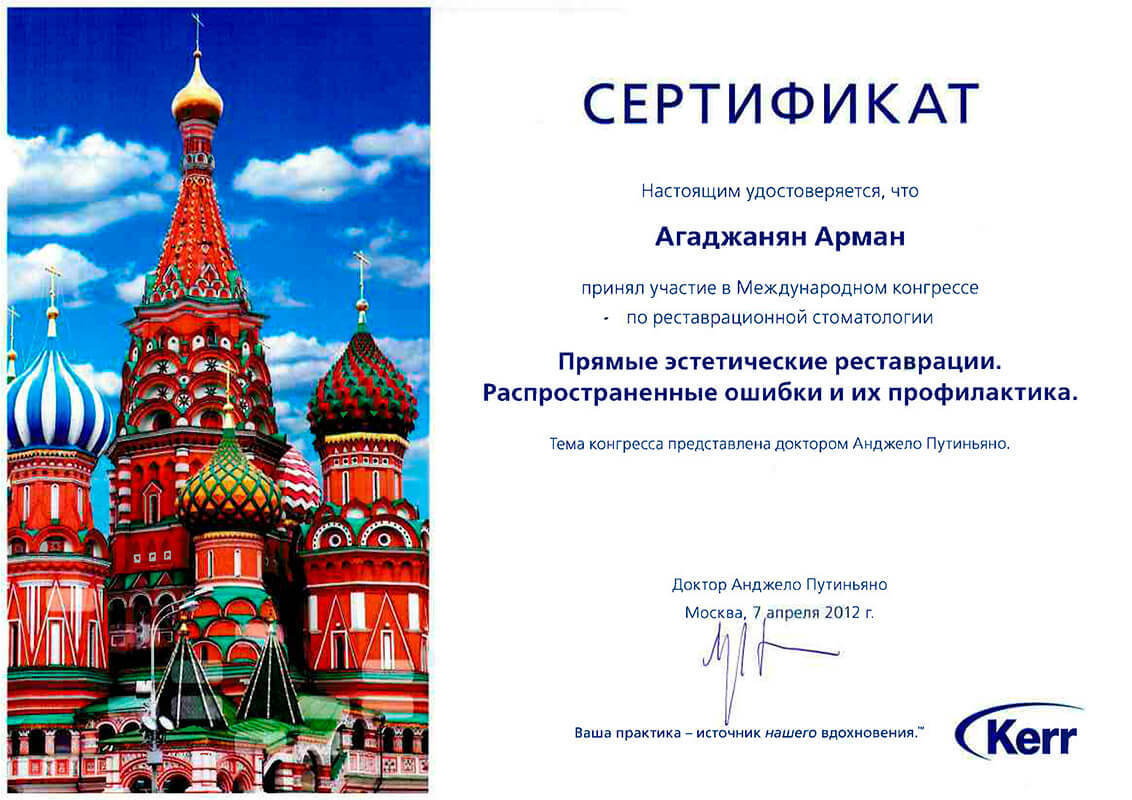 СЕРТИФИКАТ
Настоящим удостоверяется, что
Агаджанян Арман
принял участие в Международном конгрессе
по реставрационной стоматологии
Прямые эстетические реставрации.
Распространенные ошибки и их профилактика.
Тема конгресса представлена доктором Анджело Путиньяно.
Доктор Анджело Путиньяно
Москва, 7 апреля 2012 г.
Ваша практика – источник нашего вдохновения.™
Kerr